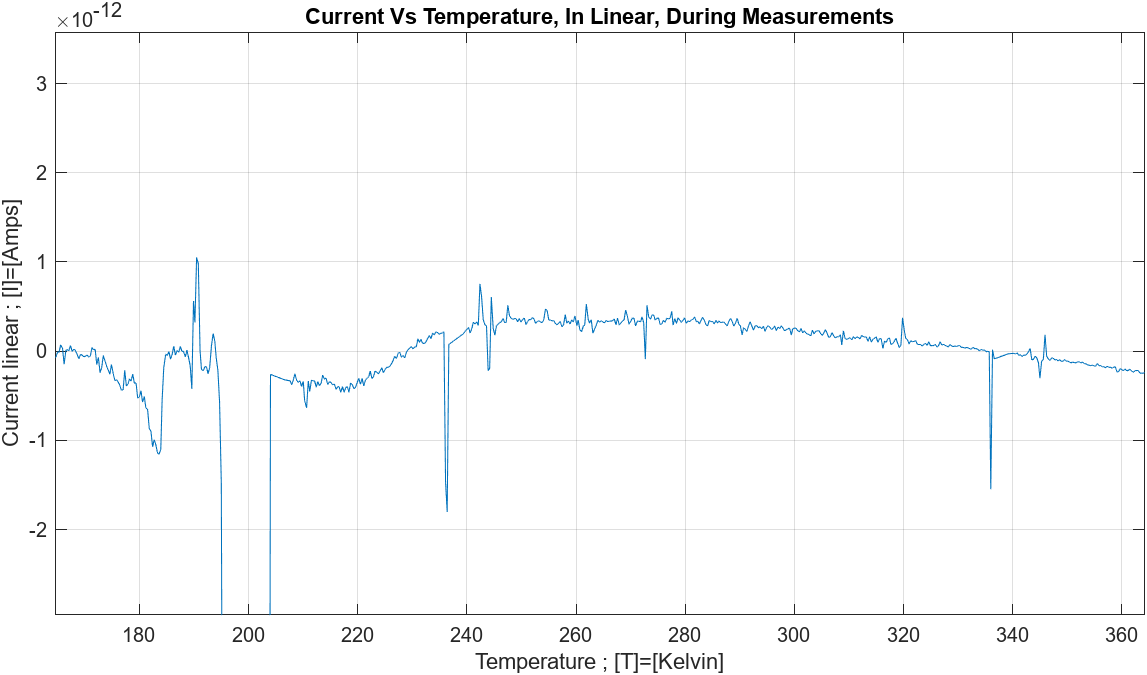 Current Vs Temperature, In Linear, During Measurements
×10-12
3
2
1
0
-1
-2
Current linear ; [I]=[Amps]
180 200 220 240 260 280 300 320 340 360
Temperature ; [T]=[Kelvin]